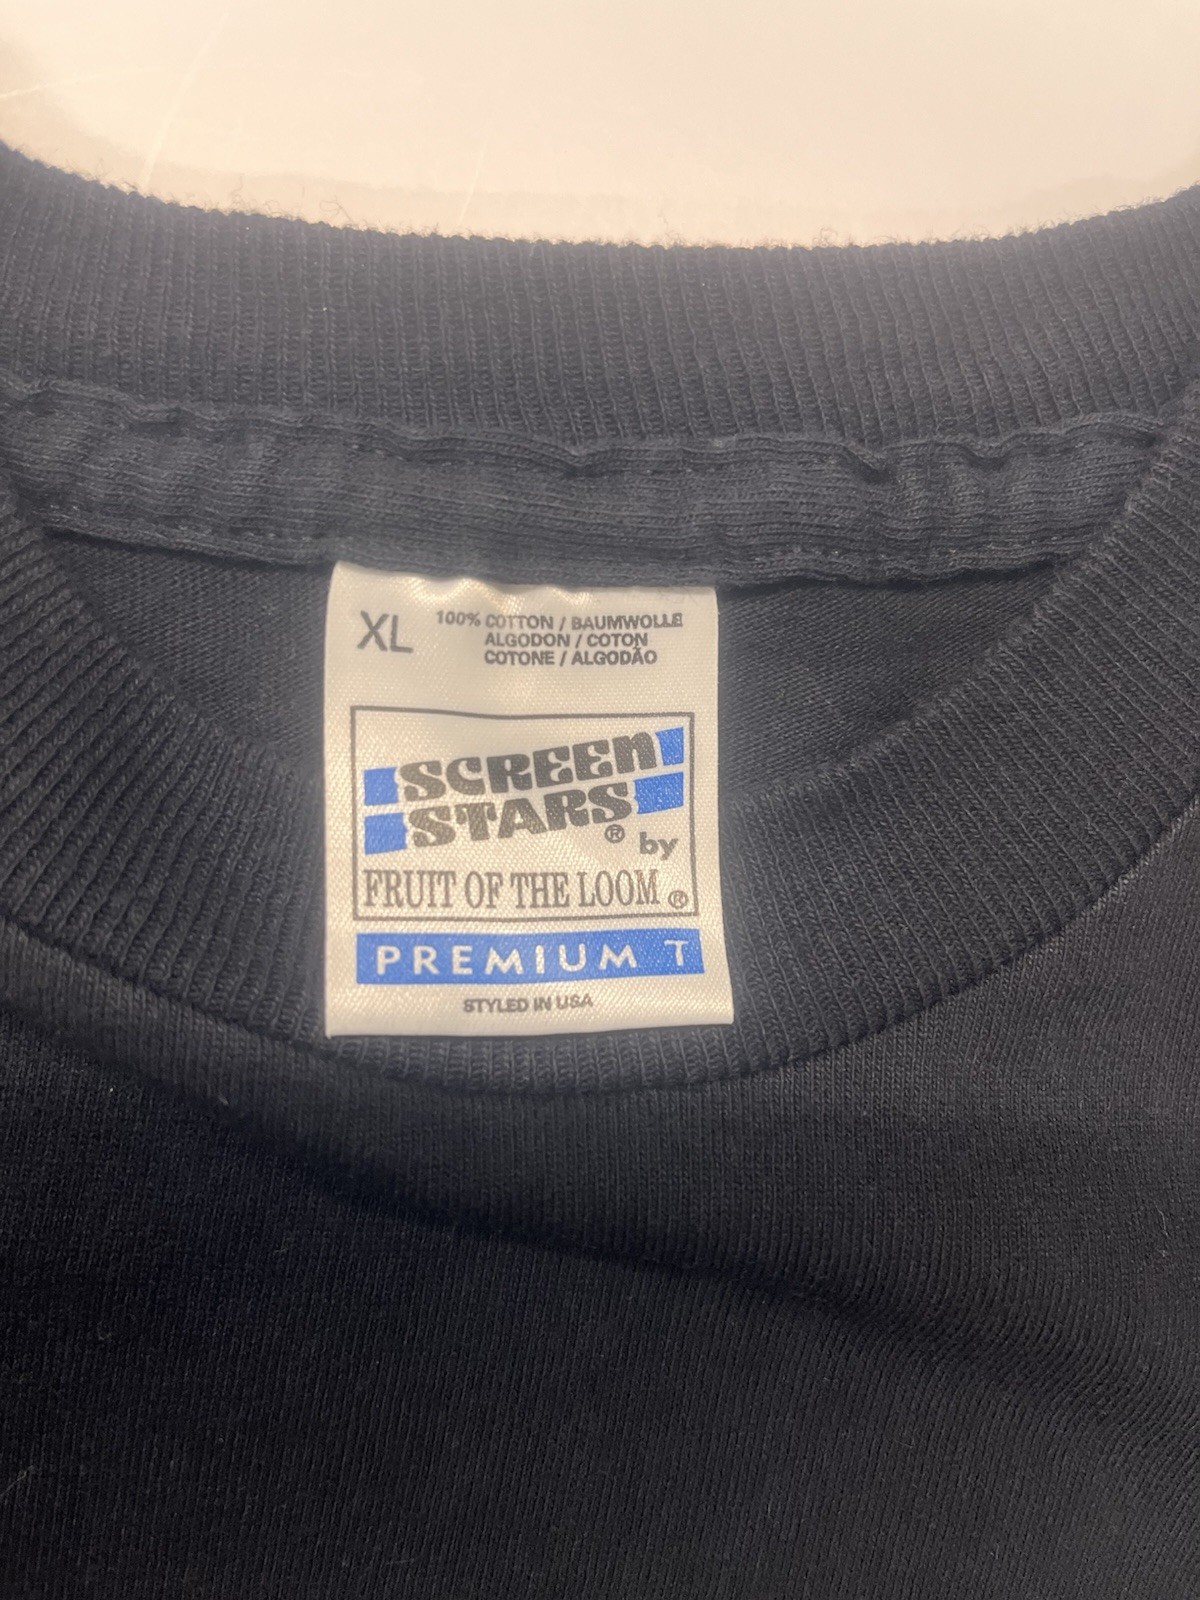 XL
100% COTTON / BAUMWOLLE
ALGODON / COTON
COTONE / ALGODÃO
SCREEN
STARS® by
FRUIT OF THE LOOM®
PREMIUM T
STYLED IN USA